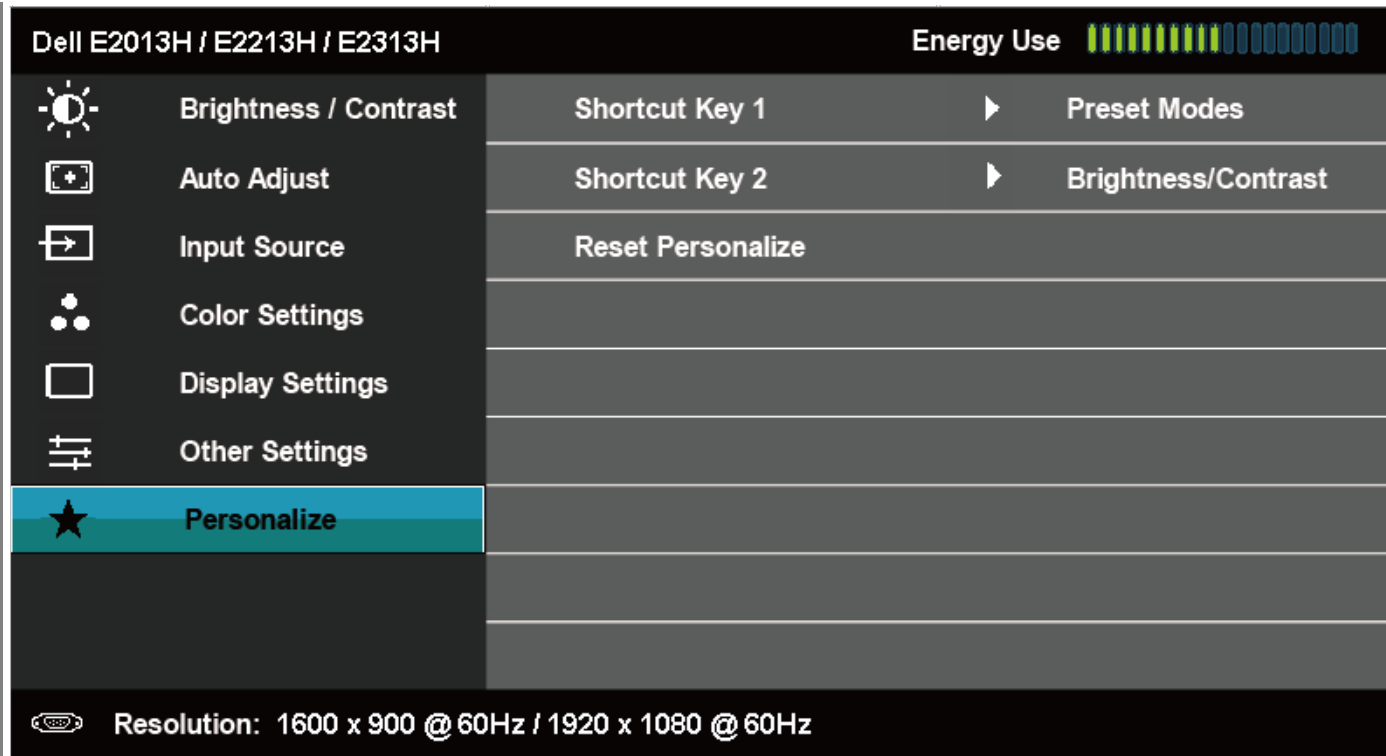 Dell E2013H / E2213H / E2313H Energy Use
Brightness / Contrast Shortcut Key 1 Preset Modes
Auto Adjust Shortcut Key 2 Brightness/Contrast
Input Source Reset Personalize
Color Settings
Display Settings
Other Settings
Personalize
Resolution: 1600 x 900 @ 60Hz / 1920 x 1080 @ 60Hz